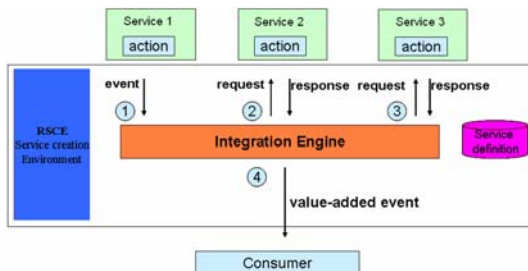 Service 1
Service 2
Service 3
action
action
action
event
request
response
request
response
1
2
3
RSCE
Service creation
Environment
Integration Engine
Service
definition
4
value-added event
Consumer